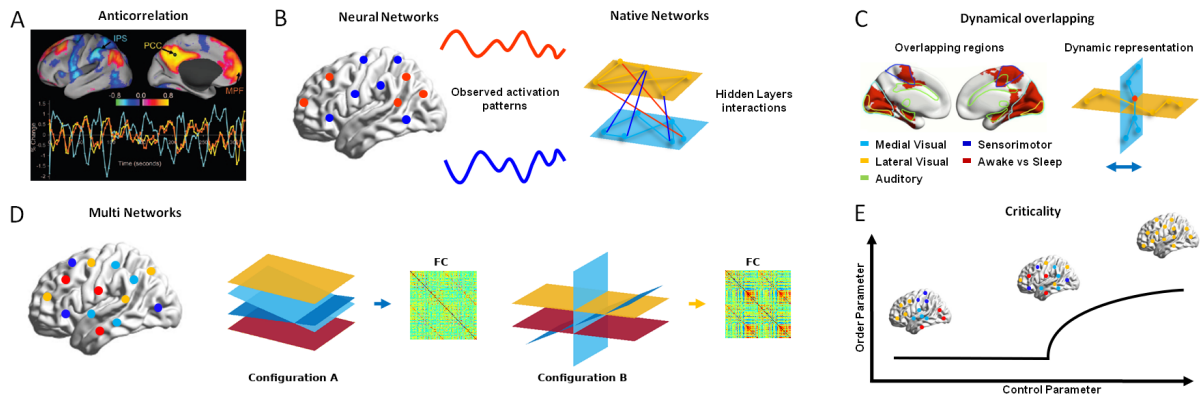 A
Anticorrelation
IPS
PCC
MPF
-0.8 0.0 0.8
% Change
Time (seconds)
B
Neural Networks
Observed activation
patterns
Native Networks
Hidden Layers
interactions
C
Dynamical overlapping
Overlapping regions
Dynamic representation
Medial Visual
Sensorimotor
Lateral Visual
Awake vs Sleep
Auditory
D
Multi Networks
FC
Configuration A
FC
Configuration B
E
Criticality
Order Parameter
Control Parameter